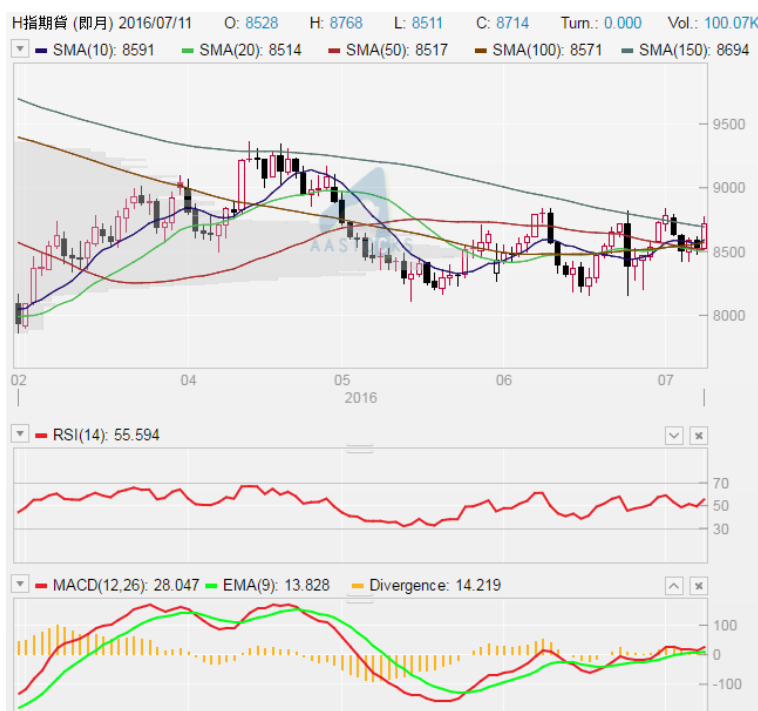 H指期貨 (即月) 2016/07/11 O: 8528 H: 8768 L: 8511 C: 8714 Turn.: 0.000 Vol.: 100.07K
SMA(10): 8591 SMA(20): 8514 SMA(50): 8517 SMA(100): 8571 SMA(150): 8694
9500
9000
AASTOCKS
8500
8000
02 04 05 06 07
2016
RSI(14): 55.594
70
50
30
MACD(12,26): 28.047 EMA(9): 13.828 Divergence: 14.219
100
0
-100